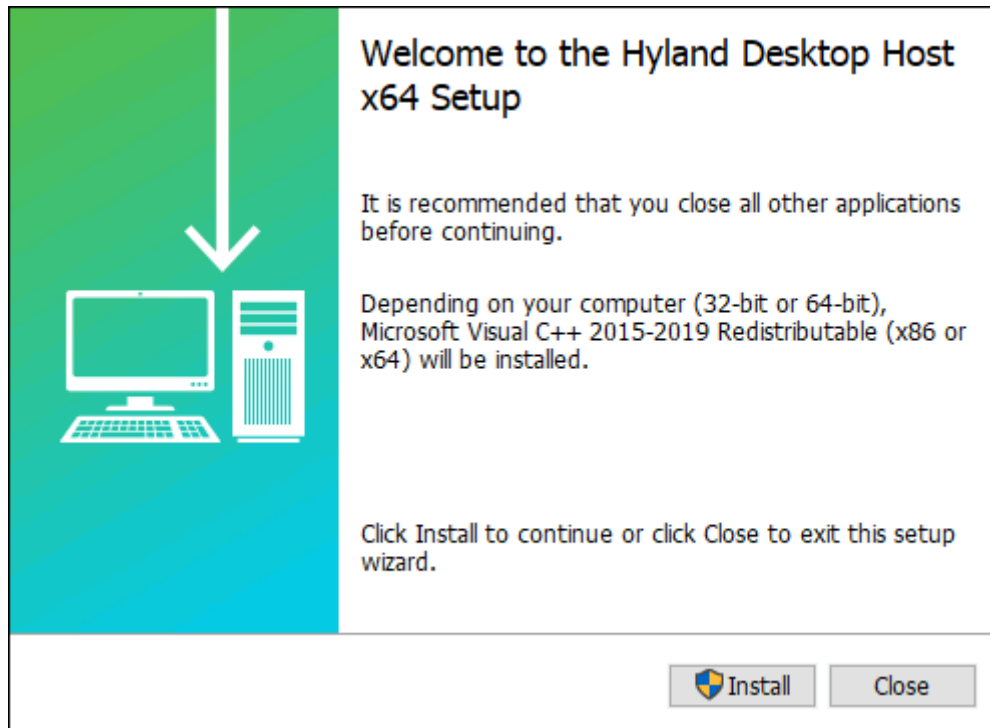 Welcome to the Hyland Desktop Host
x64 Setup
It is recommended that you close all other applications
before continuing.
Depending on your computer (32-bit or 64-bit),
Microsoft Visual C++ 2015-2019 Redistributable (x86 or
x64) will be installed.
Click Install to continue or click Close to exit this setup
wizard.
Install
Close